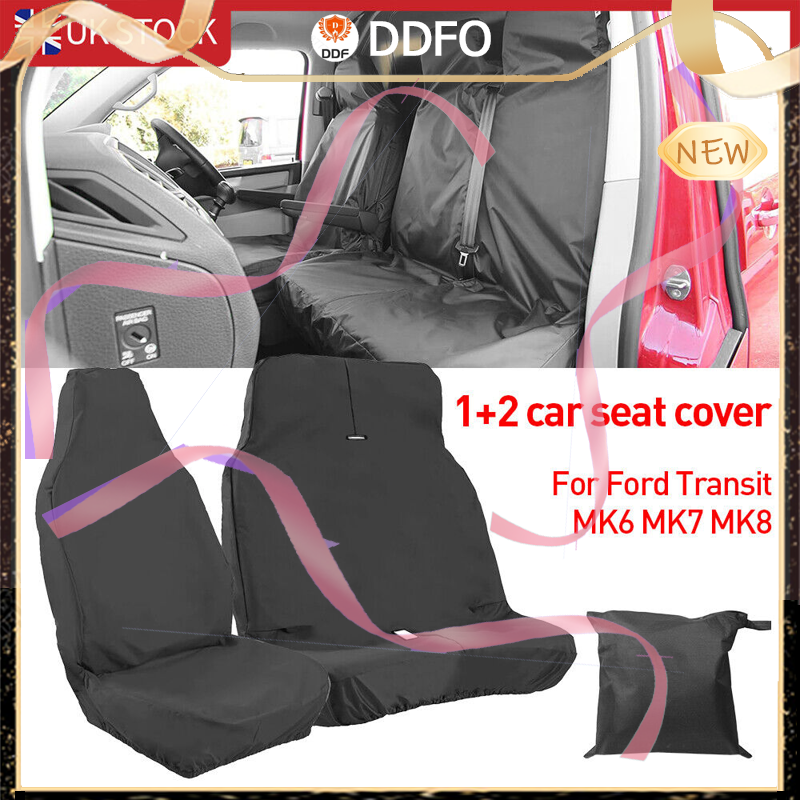 UK STOCK
DDF
DDFO
NEW
PASSENGER
AIR BAG
OFF
ON
1+2 car seat cover
For Ford Transit
MK6 MK7 MK8